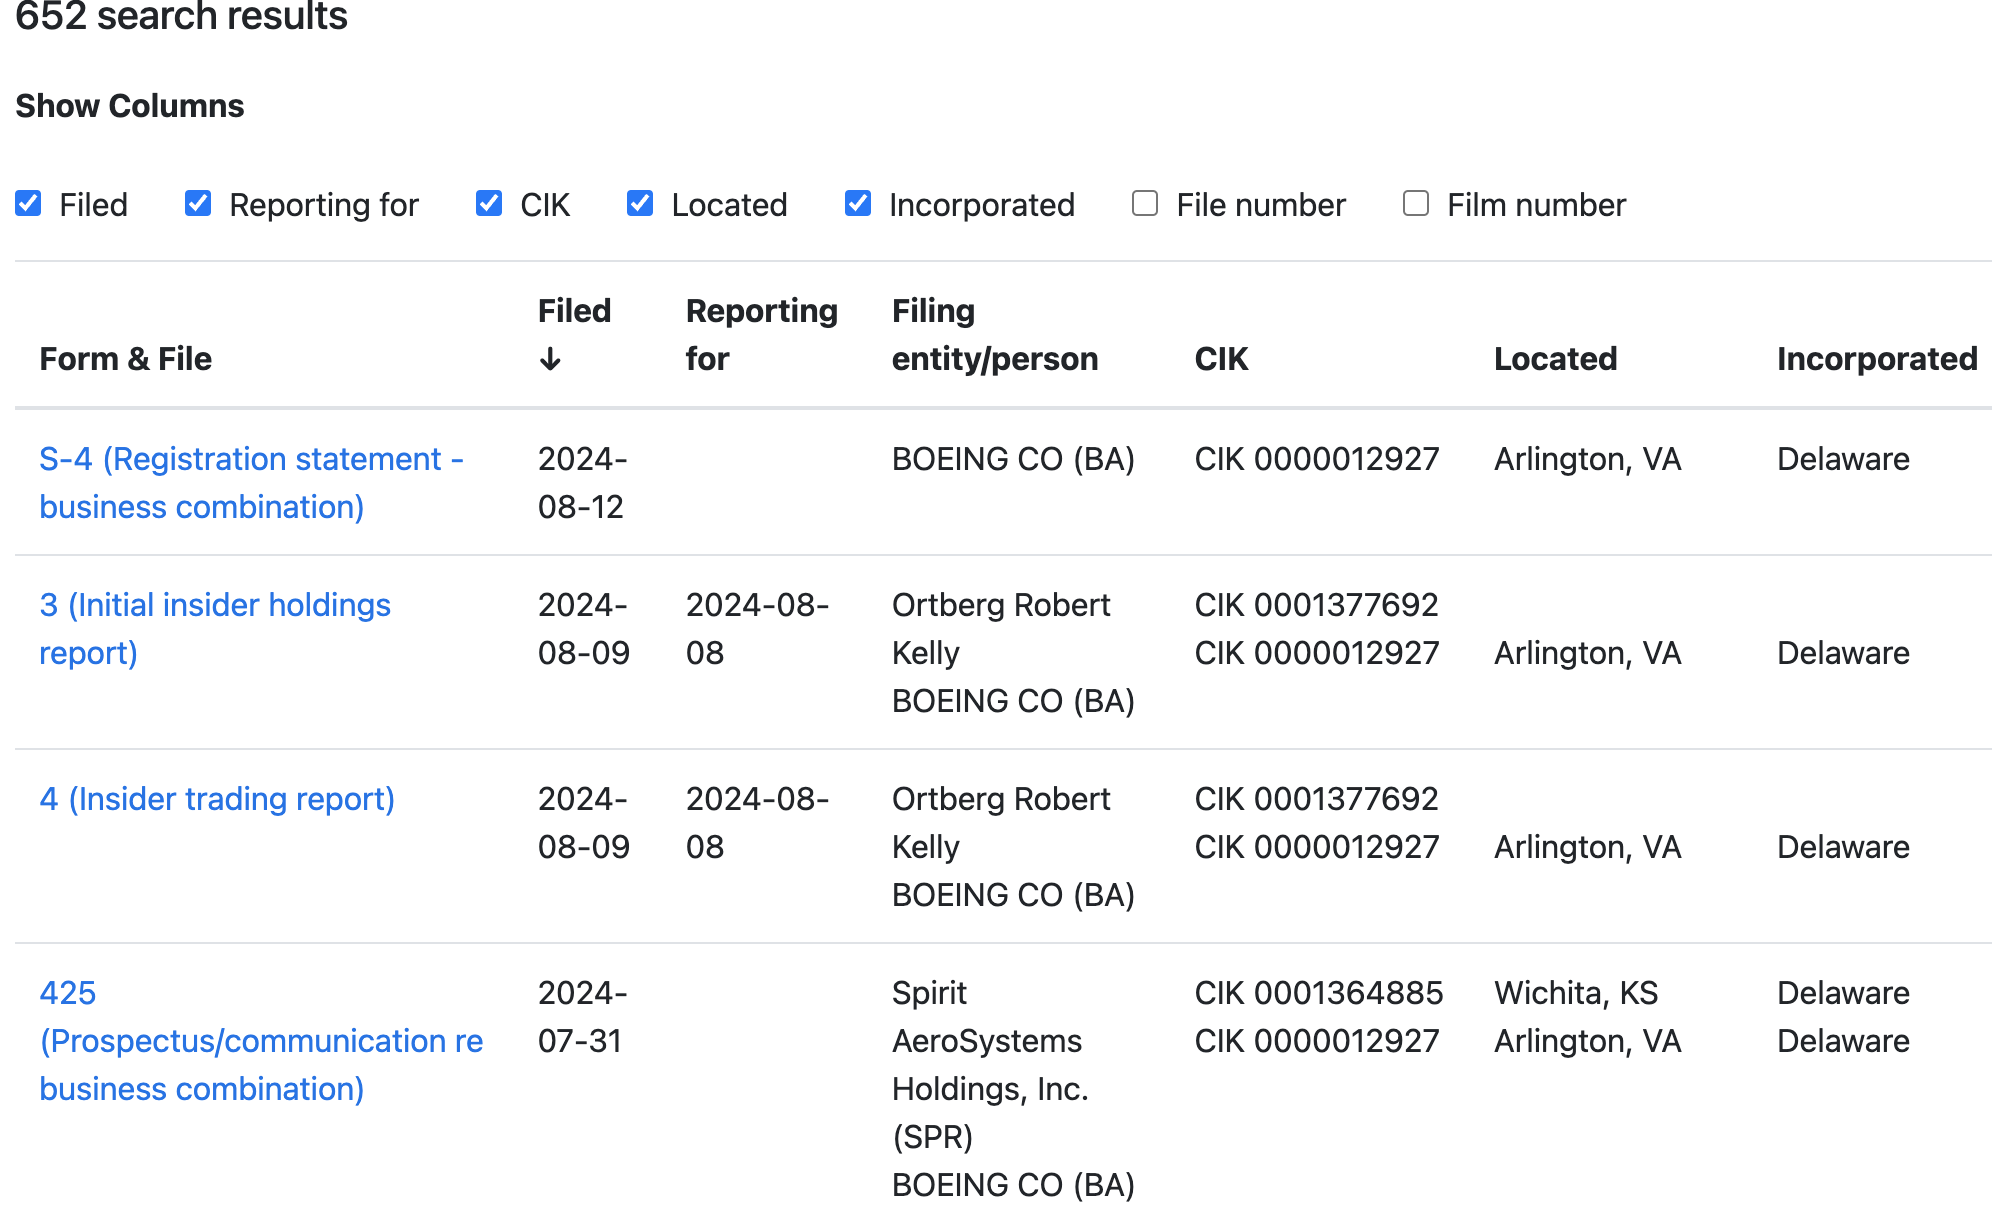 652 search results
Show Columns
Filed Reporting for CIK Located Incorporated File number Film number
Form & File Filed ↓ Reporting for Filing entity/person CIK Located Incorporated
S-4 (Registration statement - 2024- BOEING CO (BA) CIK 0000012927 Arlington, VA Delaware
business combination) 08-12
3 (Initial insider holdings 2024- 2024-08- Ortberg Robert CIK 0001377692
report) 08-09 08 Kelly CIK 0000012927 Arlington, VA Delaware
BOEING CO (BA)
4 (Insider trading report) 2024- 2024-08- Ortberg Robert CIK 0001377692
08-09 08 Kelly CIK 0000012927 Arlington, VA Delaware
BOEING CO (BA)
425 2024- Spirit CIK 0001364885 Wichita, KS Delaware
(Prospectus/communication re 07-31 AeroSystems CIK 0000012927 Arlington, VA Delaware
business combination) Holdings, Inc.
(SPR)
BOEING CO (BA)